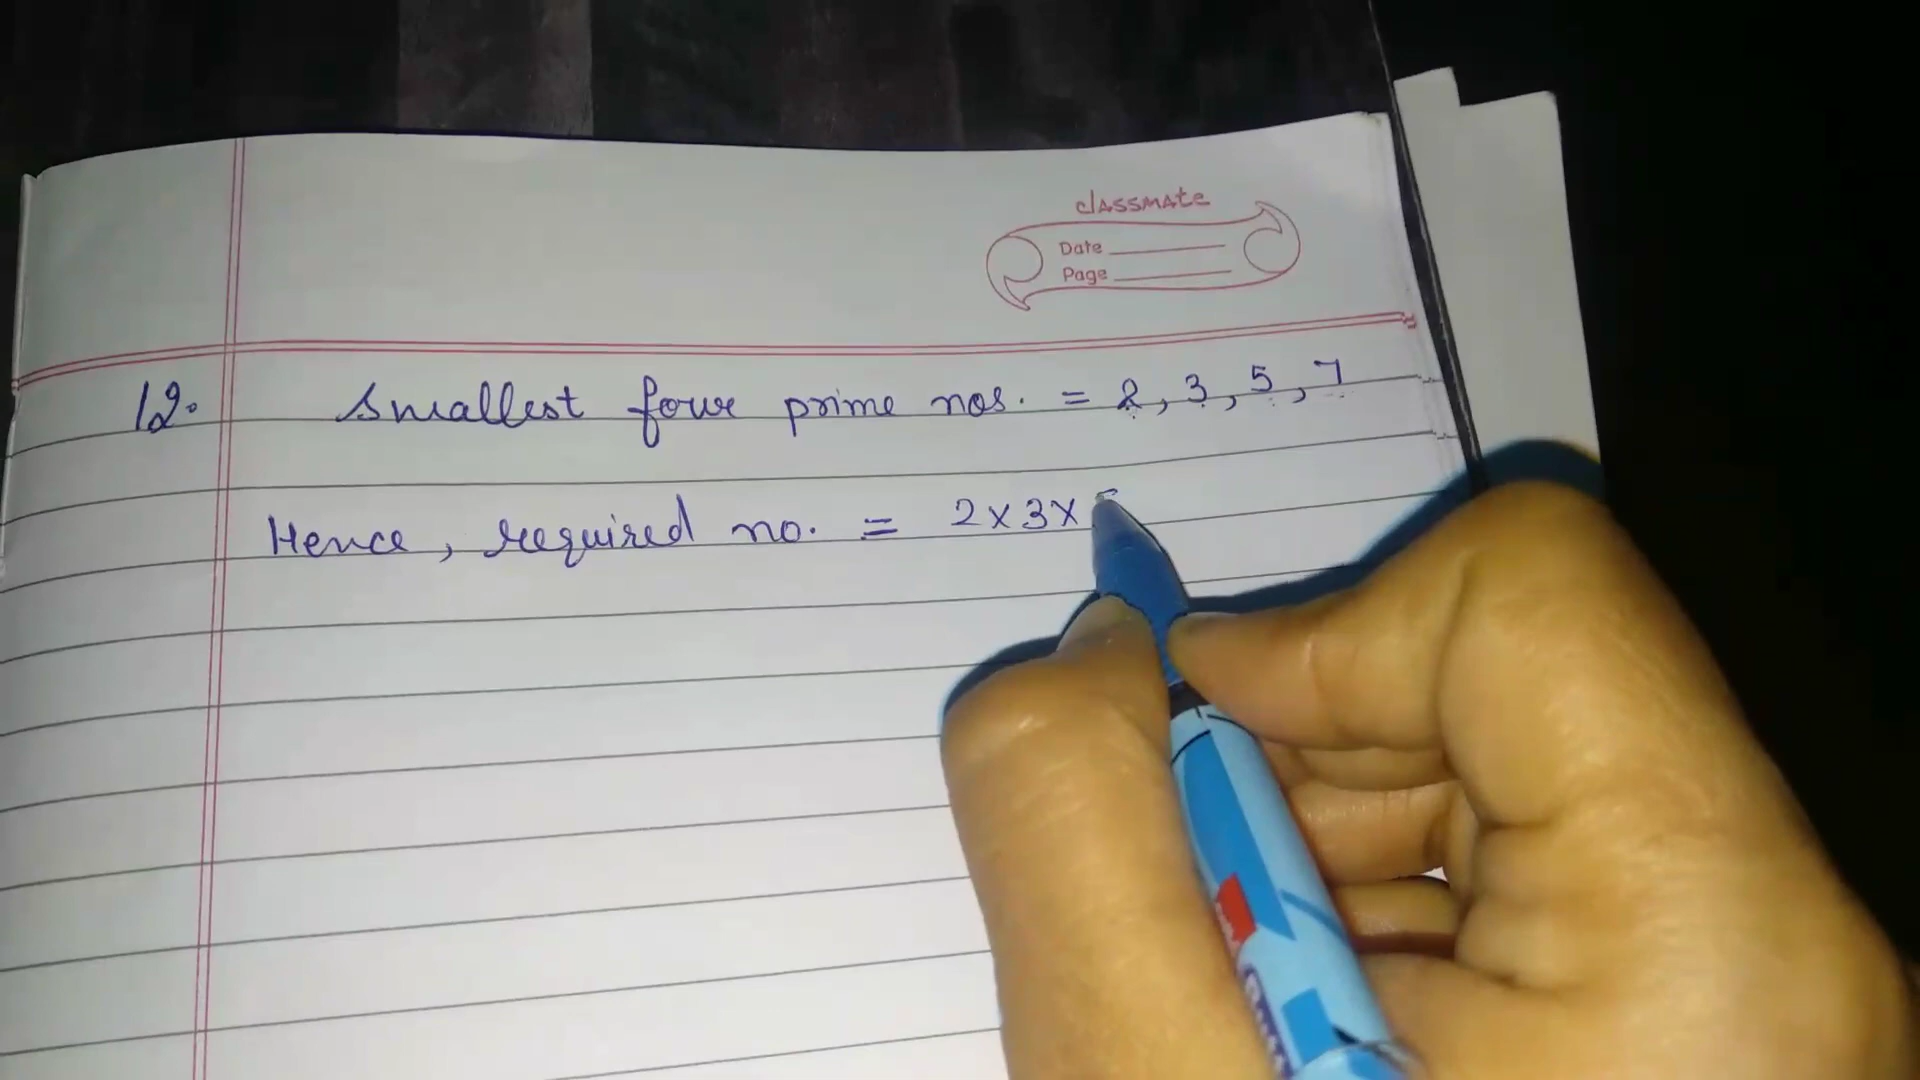 classmate
Date
Page
12. Smallest four prime nos. = 2, 3, 5, 7
Hence, required no. = 2 x 3 x